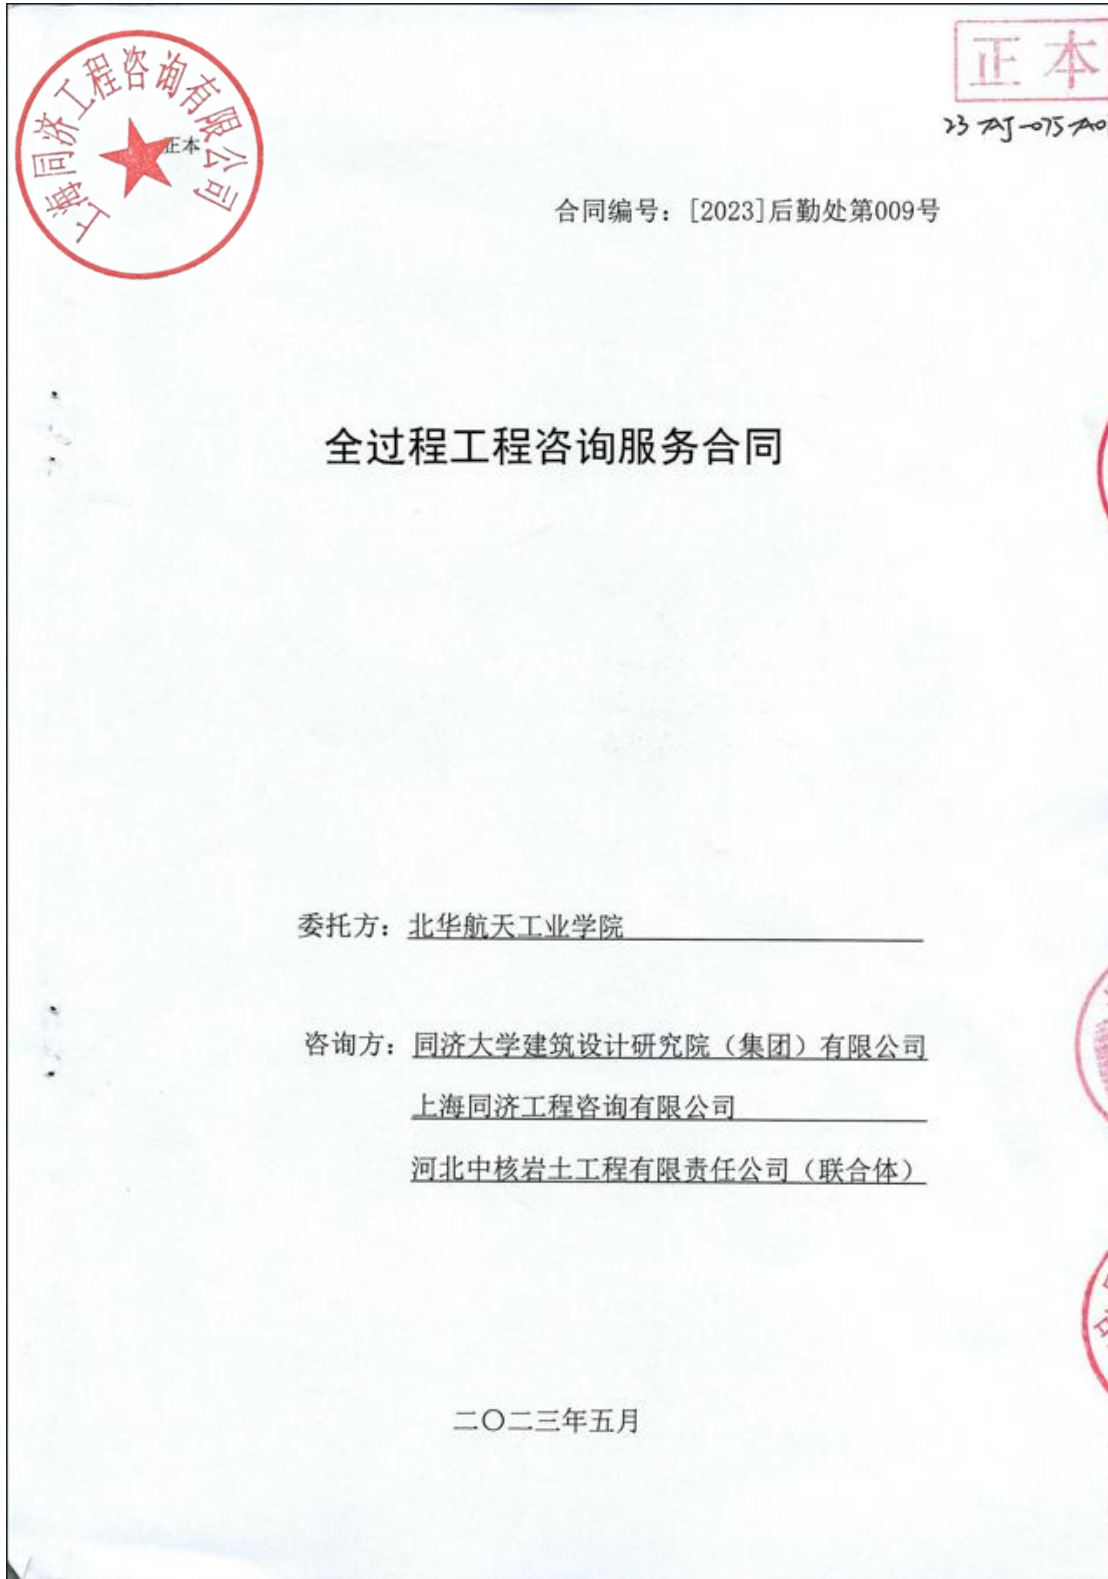 上海同济工程咨询有限公司
正本
正本
合同编号：[2023]后勤处第009号
全过程工程咨询服务合同
委托方：北华航天工业学院
咨询方：同济大学建筑设计研究院（集团）有限公司
上海同济工程咨询有限公司
河北中核岩土工程有限责任公司（联合体）
二〇二三年五月